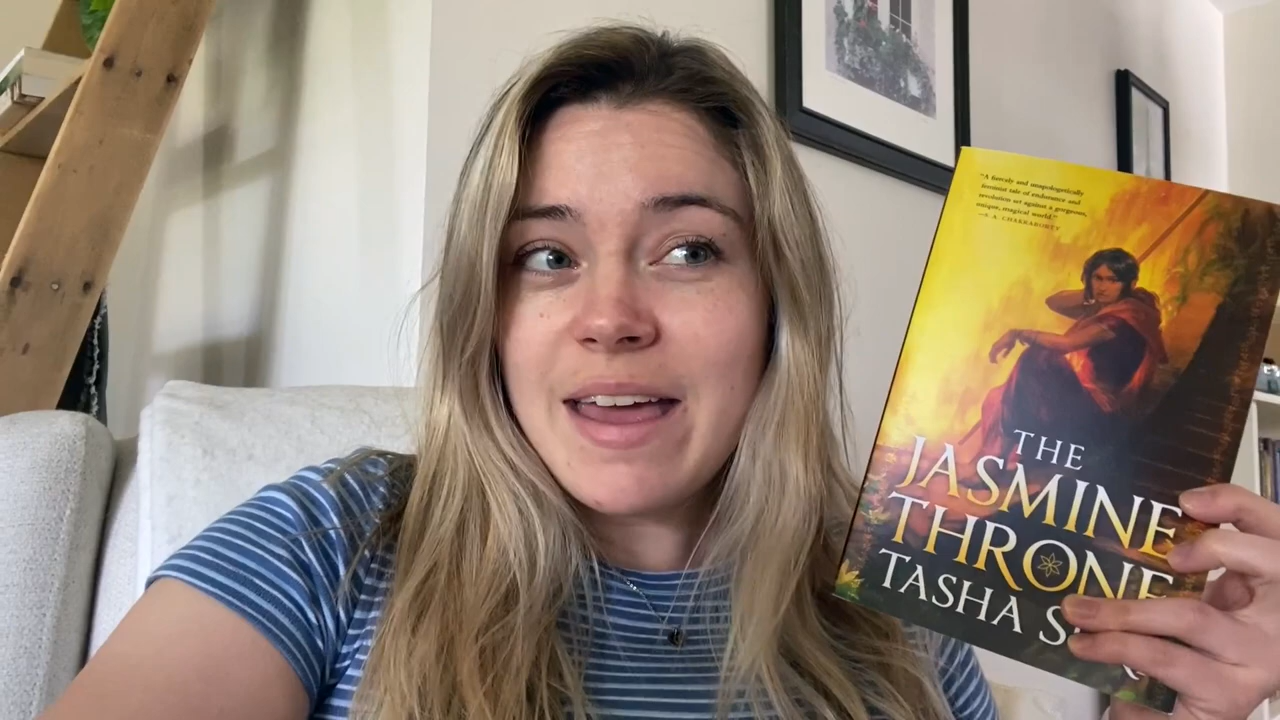 "A fiercely and unapologetically
feminist tale of endurance and
revolution set against a gorgeous,
unique, magical world."
—S. A. CHAKRABORTY
THE
JASMINE
THRONE
TASHA